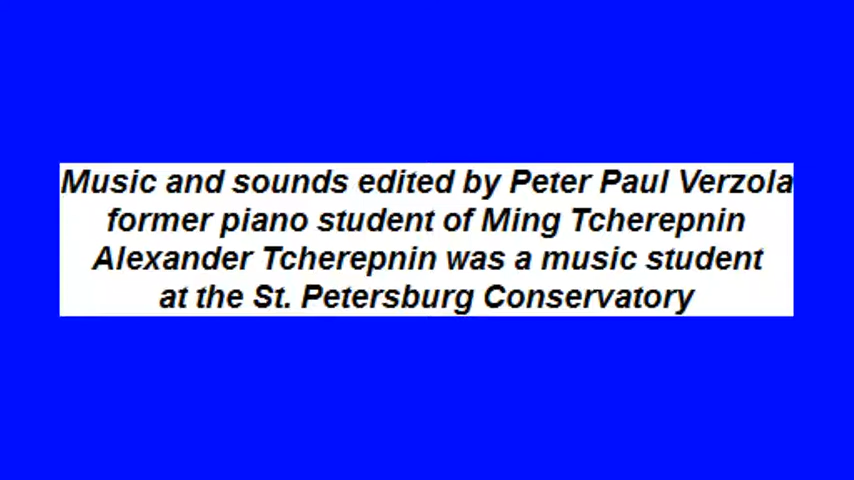 Music and sounds edited by Peter Paul Verzola
former piano student of Ming Tcherepnin
Alexander Tcherepnin was a music student
at the St. Petersburg Conservatory